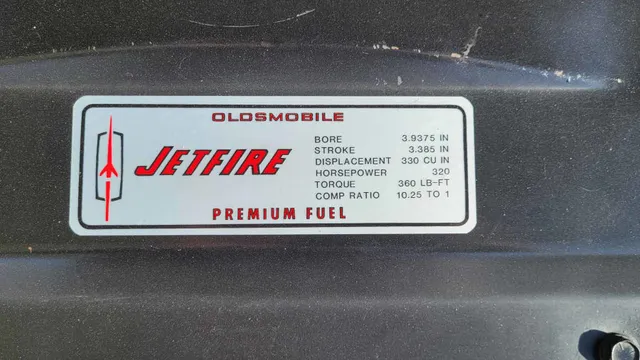 OLDSMOBILE
JETFIRE
BORE 3.9375 IN
STROKE 3.385 IN
DISPLACEMENT 330 CU IN
HORSEPOWER 320
TORQUE 360 LB-FT
COMP RATIO 10.25 TO 1
PREMIUM FUEL